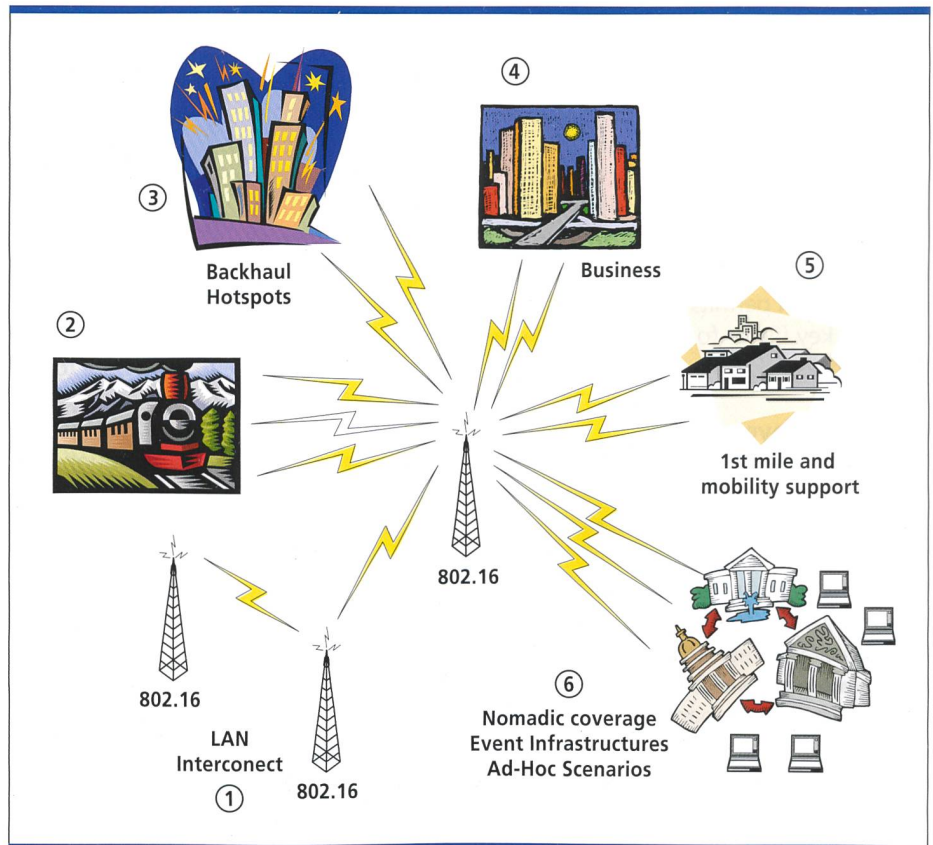 ④
③
Backhaul
Hotspots
Business
⑤
②
1st mile and
mobility support
802.16
802.16
⑥
Nomadic coverage
Event Infrastructures
Ad-Hoc Scenarios
LAN
Interconect
①
802.16